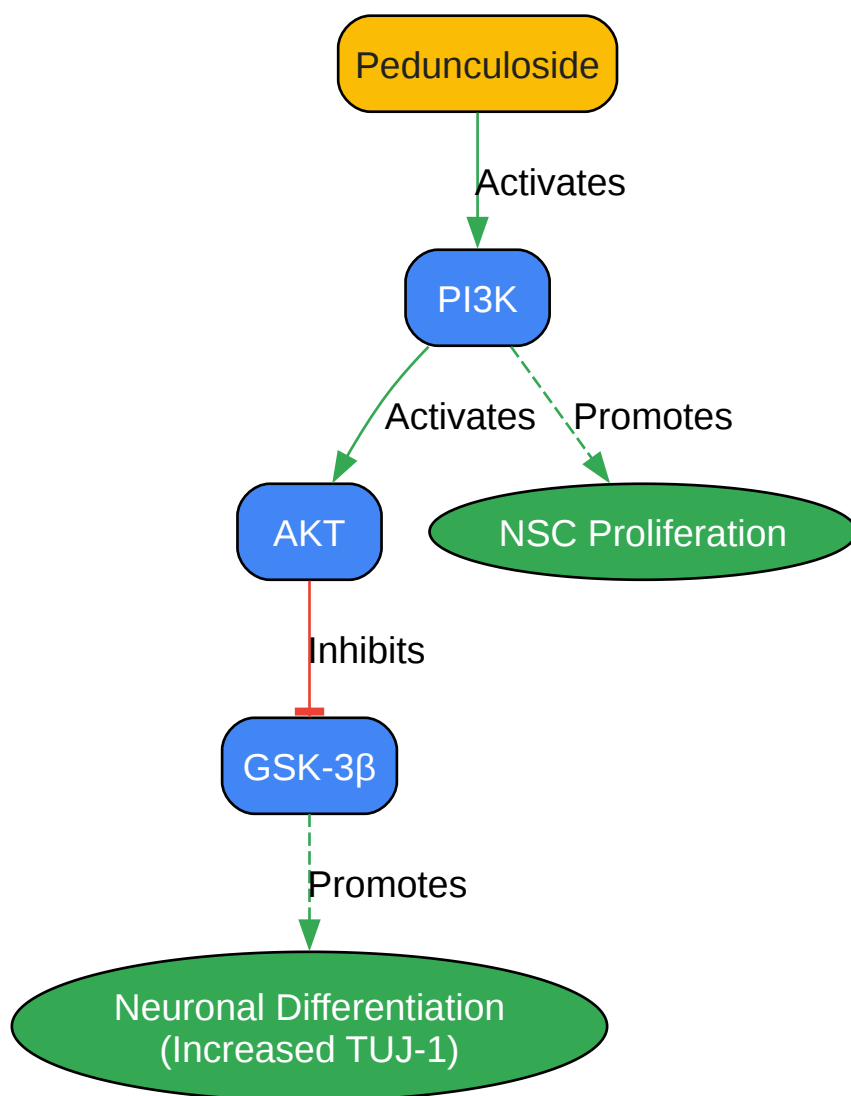 Pedunculoside
Activates
PI3K
Activates
Promotes
AKT
NSC Proliferation
Inhibits
GSK-3β
Promotes
Neuronal Differentiation
(Increased TUJ-1)